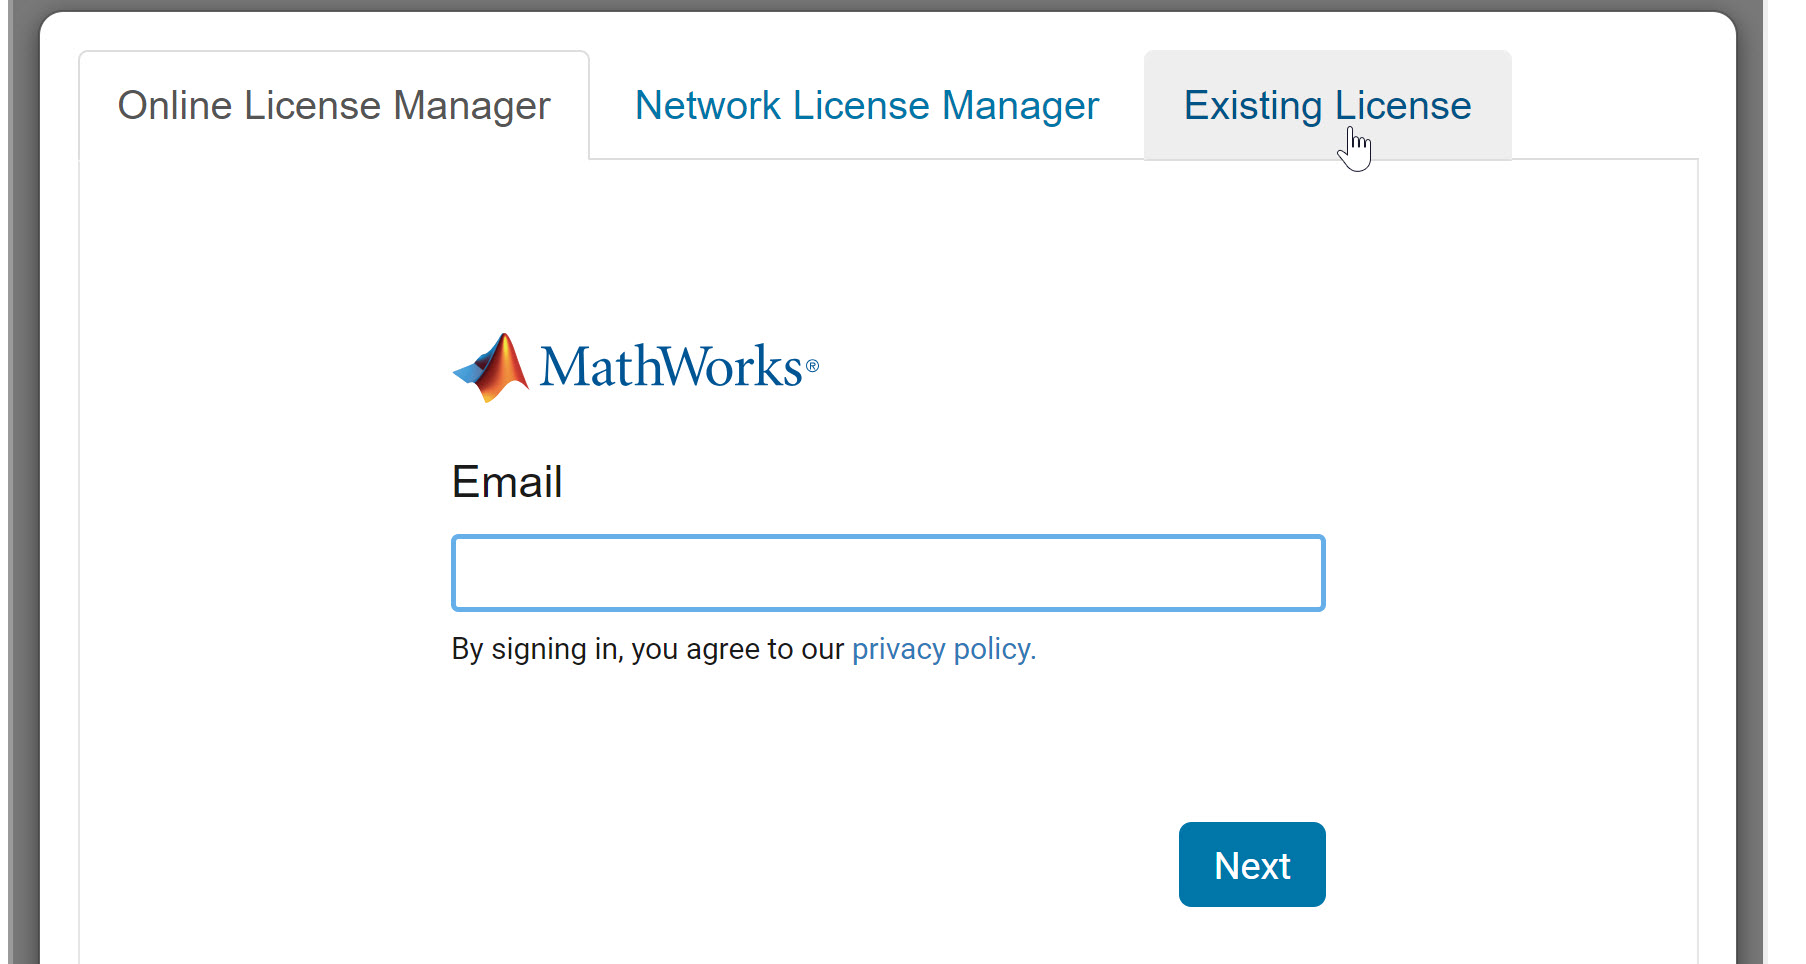 Online License Manager Network License Manager Existing License
MathWorks®
Email
By signing in, you agree to our privacy policy.
Next